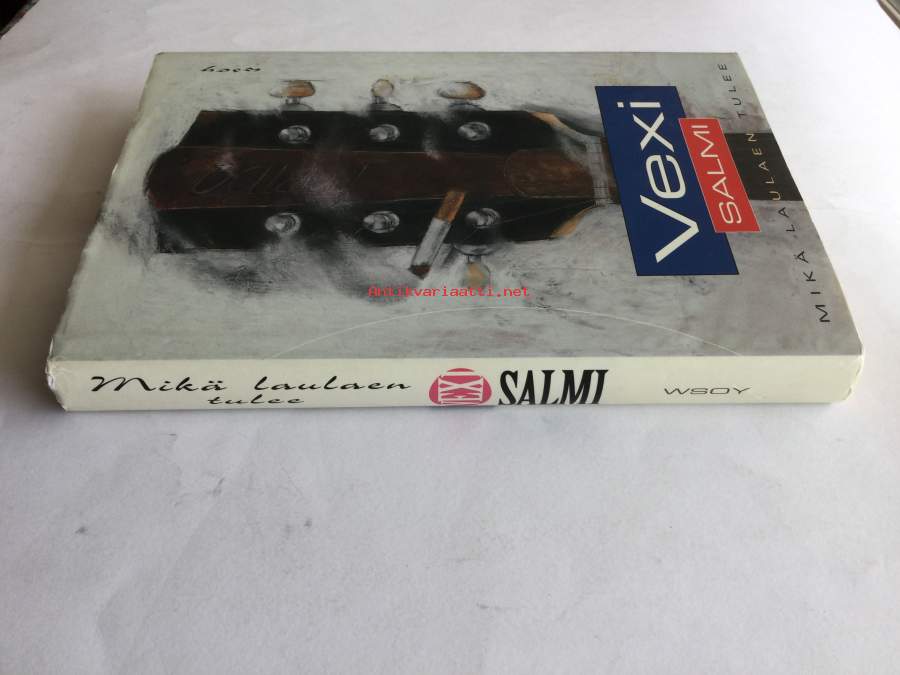 Vexi
SALMI
MIKÄ LAULAEN TULEE
Antikvariaatti.net
Mikä laulaen
tulee
VEXI
SALMI
WSOY